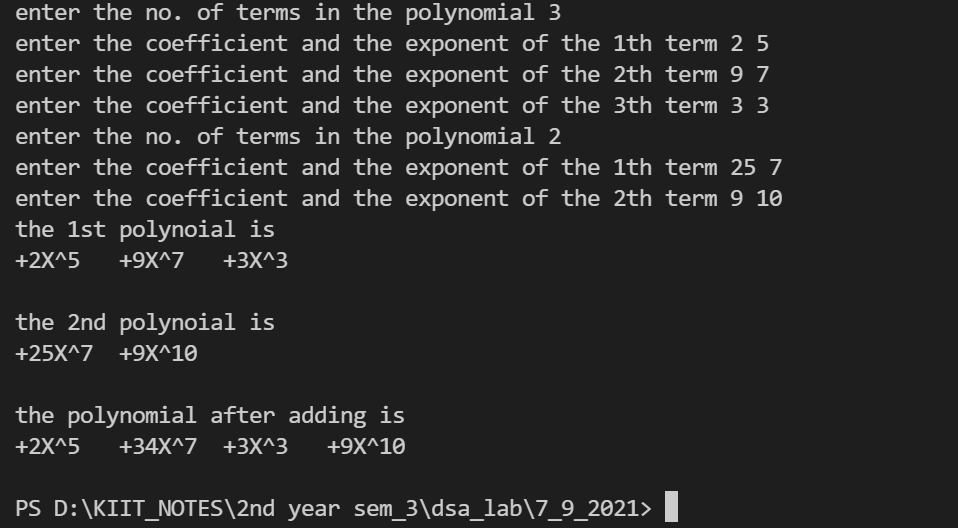 enter the no. of terms in the polynomial 3
enter the coefficient and the exponent of the 1th term 2 5
enter the coefficient and the exponent of the 2th term 9 7
enter the coefficient and the exponent of the 3th term 3 3
enter the no. of terms in the polynomial 2
enter the coefficient and the exponent of the 1th term 25 7
enter the coefficient and the exponent of the 2th term 9 10
the 1st polynoial is
+2X^5   +9X^7   +3X^3
the 2nd polynoial is
+25X^7  +9X^10
the polynomial after adding is
+2X^5   +34X^7  +3X^3   +9X^10
PS D:\KIIT_NOTES\2nd year sem_3\dsa_lab\7_9_2021>